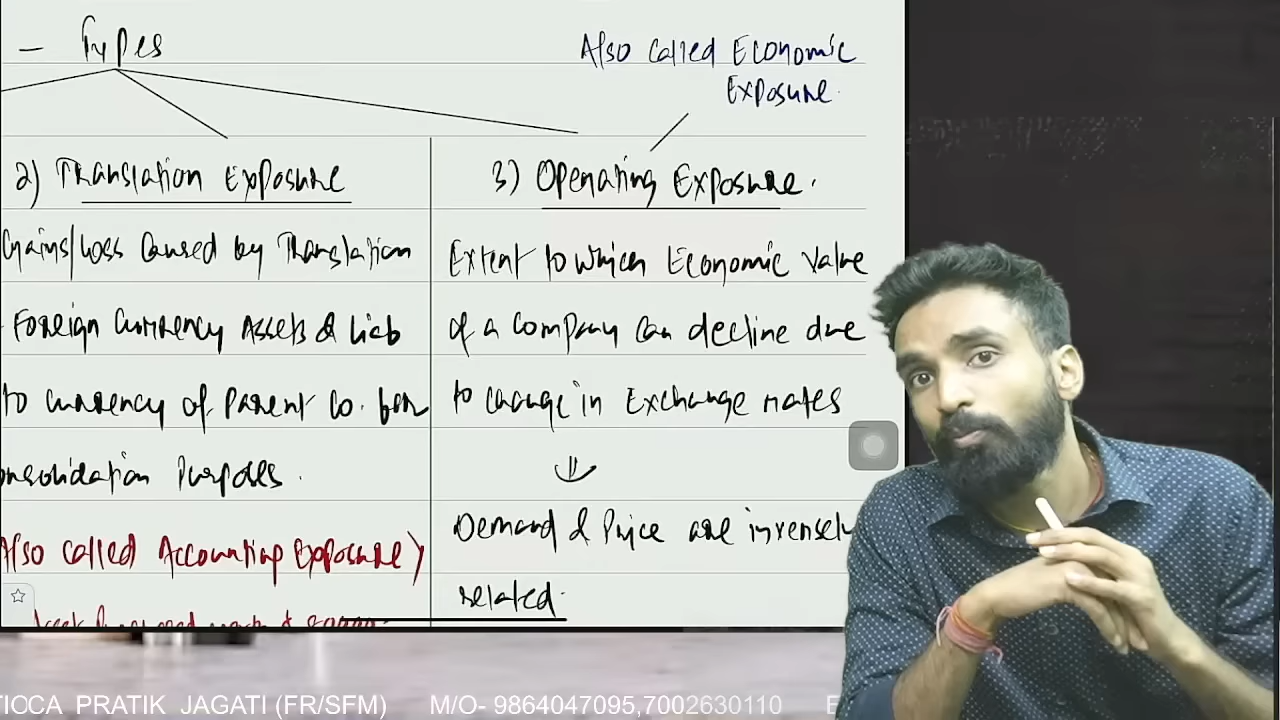 – Types
Also called Economic
Exposure.
2) Translation Exposure
Gains/Loss Caused by Translation
Foreign Currency Assets & Liab
to currency of Parent Co. for
onsolidation Purposes.
Also called Accounting Exposure)
3) Operating Exposure.
Extent to which Economic Value
of a company can decline due
to change in Exchange rates
Demand & Price are inversely
related.
TIOCA PRATIK JAGATI (FR/SFM) M/O- 9864047095,7002630110 E